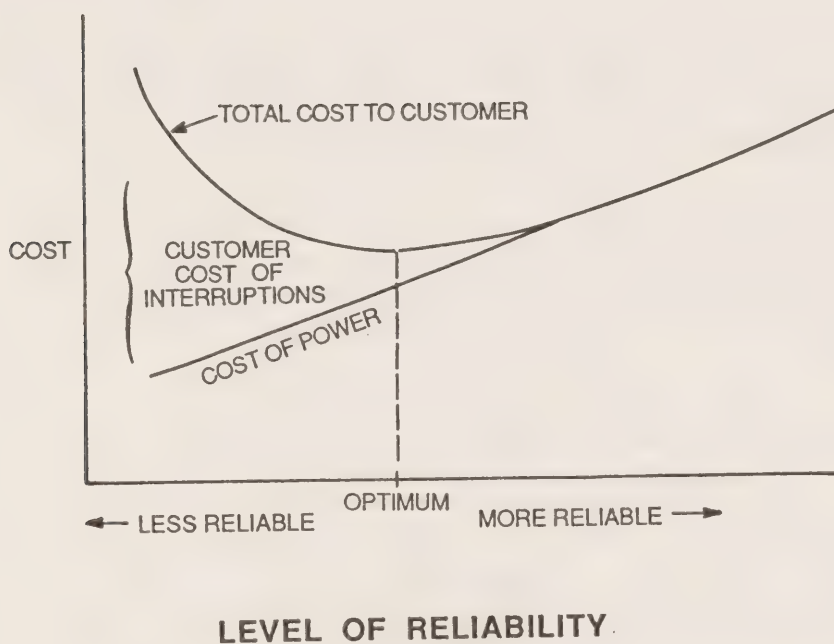 TOTAL COST TO CUSTOMER
COST
CUSTOMER
COST OF
INTERRUPTIONS
COST OF POWER
OPTIMUM
LESS RELIABLE
MORE RELIABLE
LEVEL OF RELIABILITY